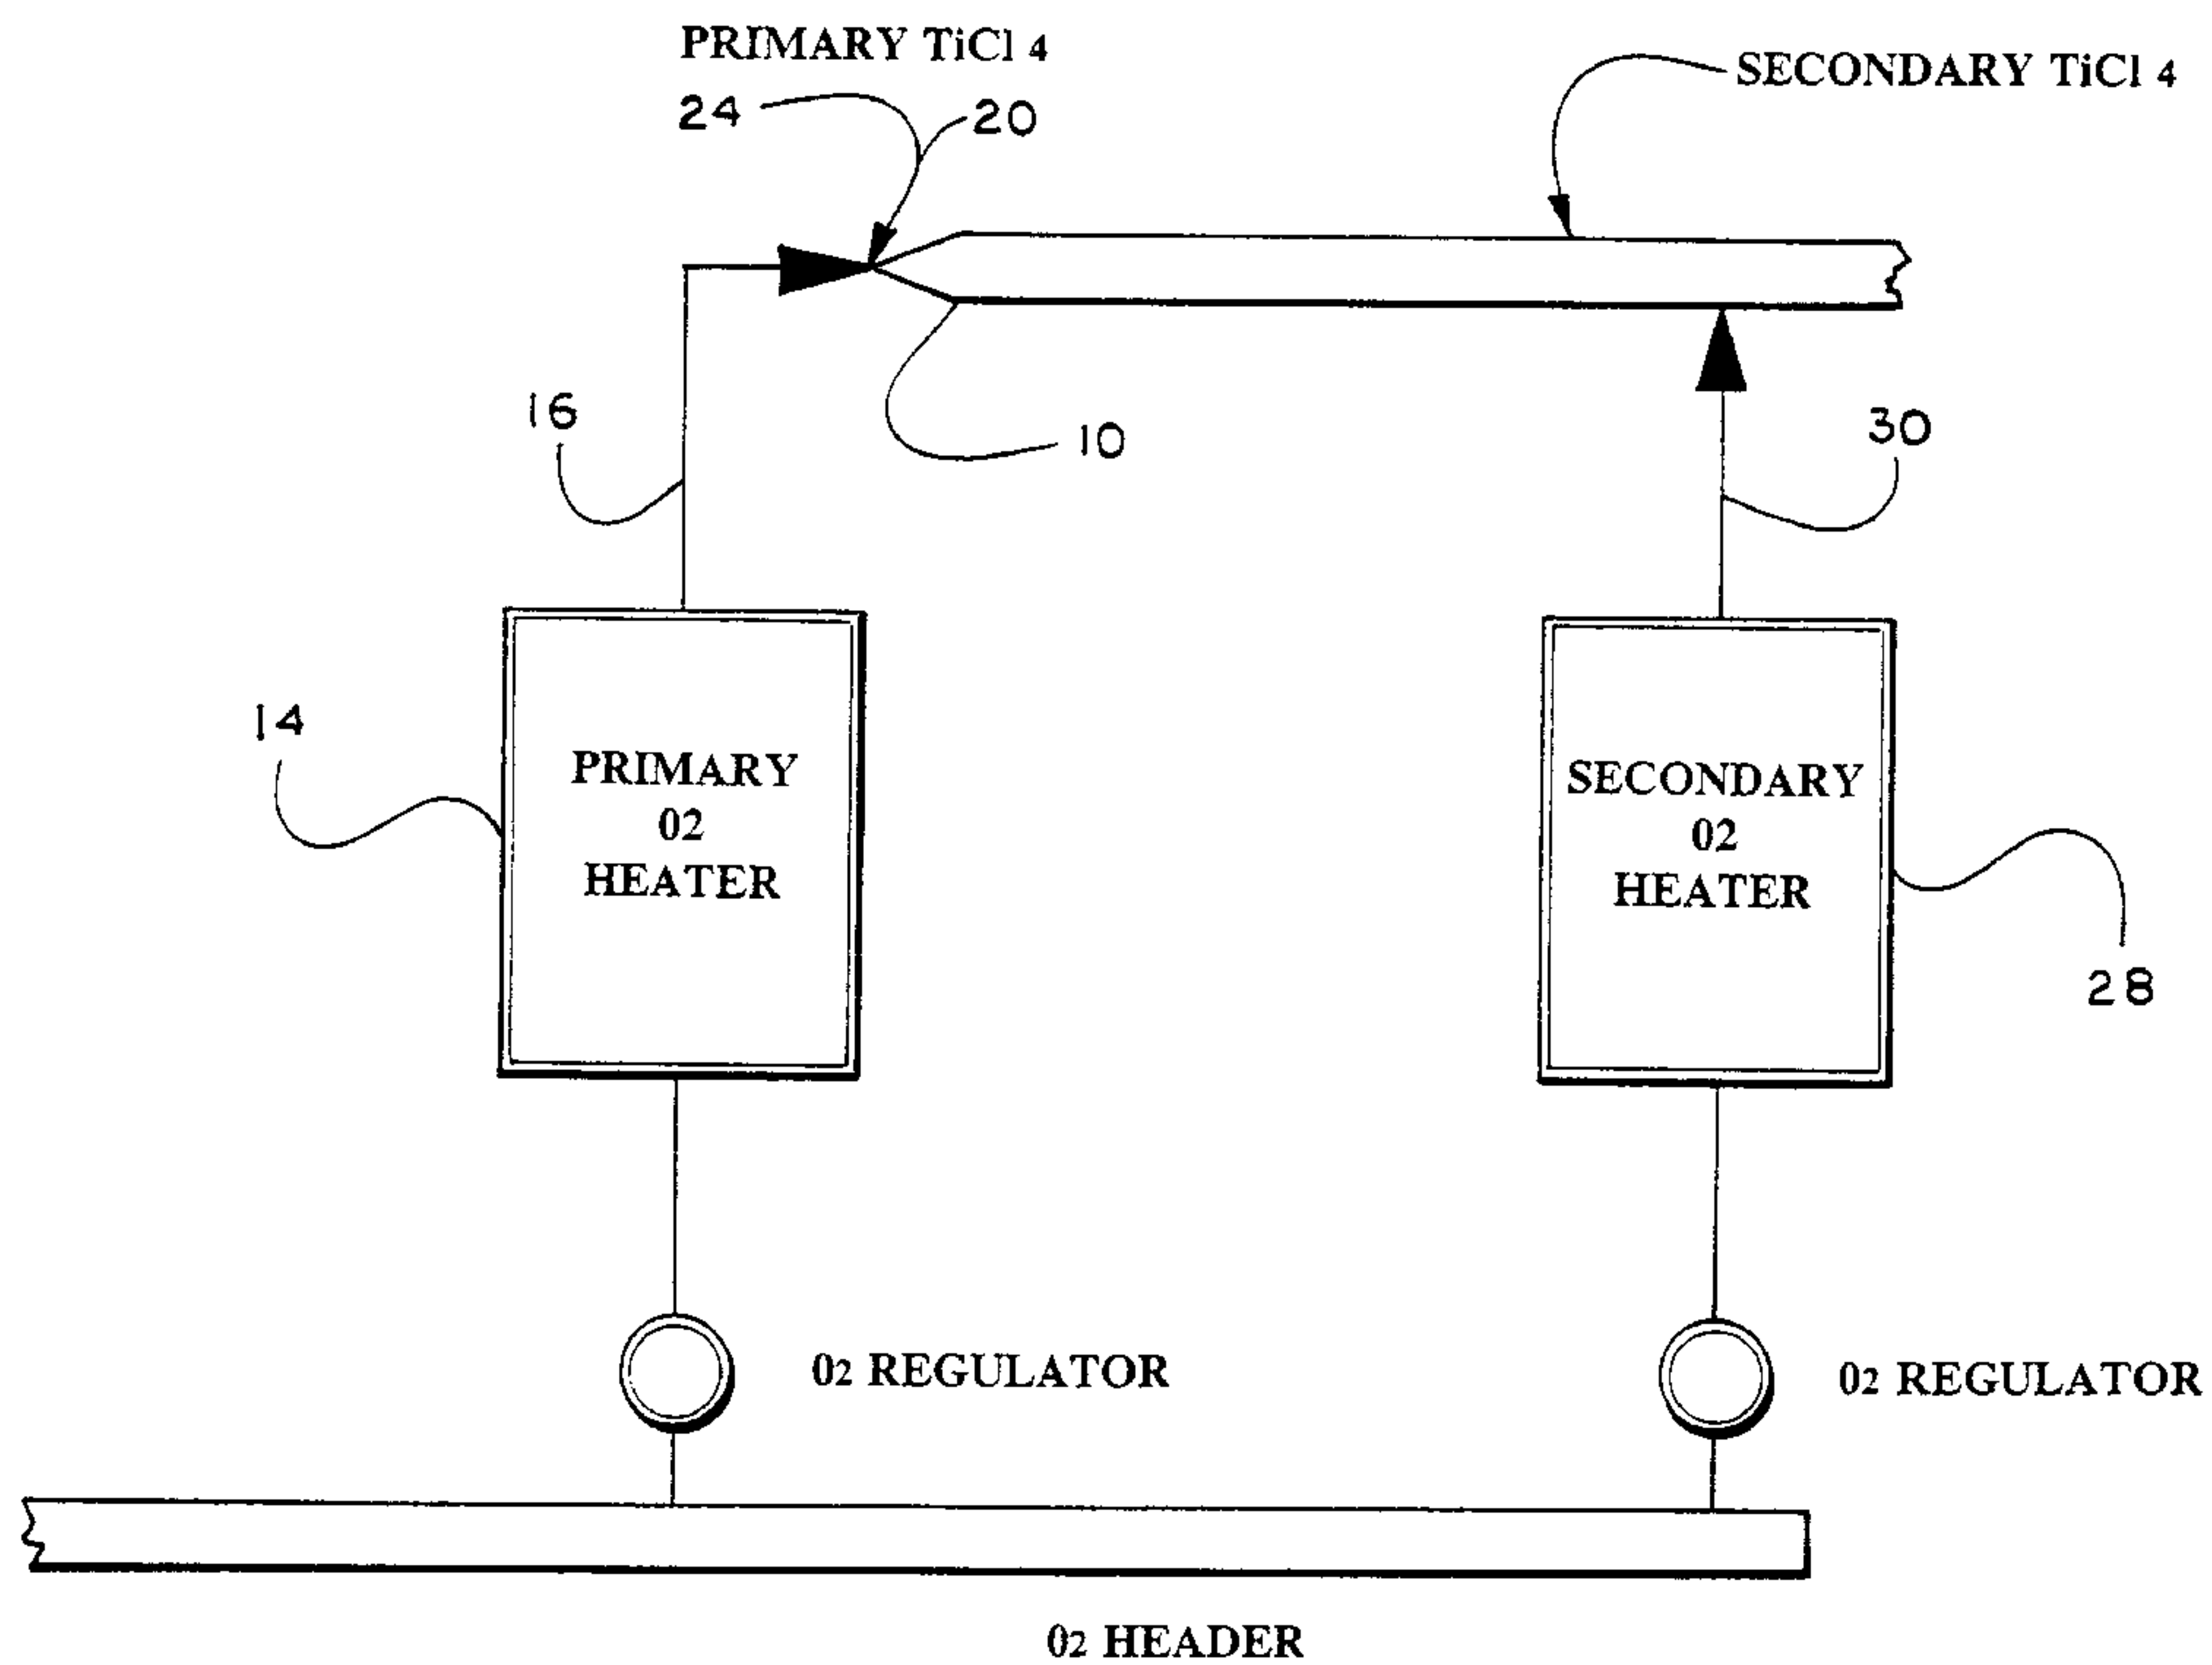 PRIMARY TiCl 4
SECONDARY TiCl 4
24
20
16
10
30
14
PRIMARY
02
HEATER
SECONDARY
02
HEATER
28
02 REGULATOR
02 REGULATOR
02 HEADER